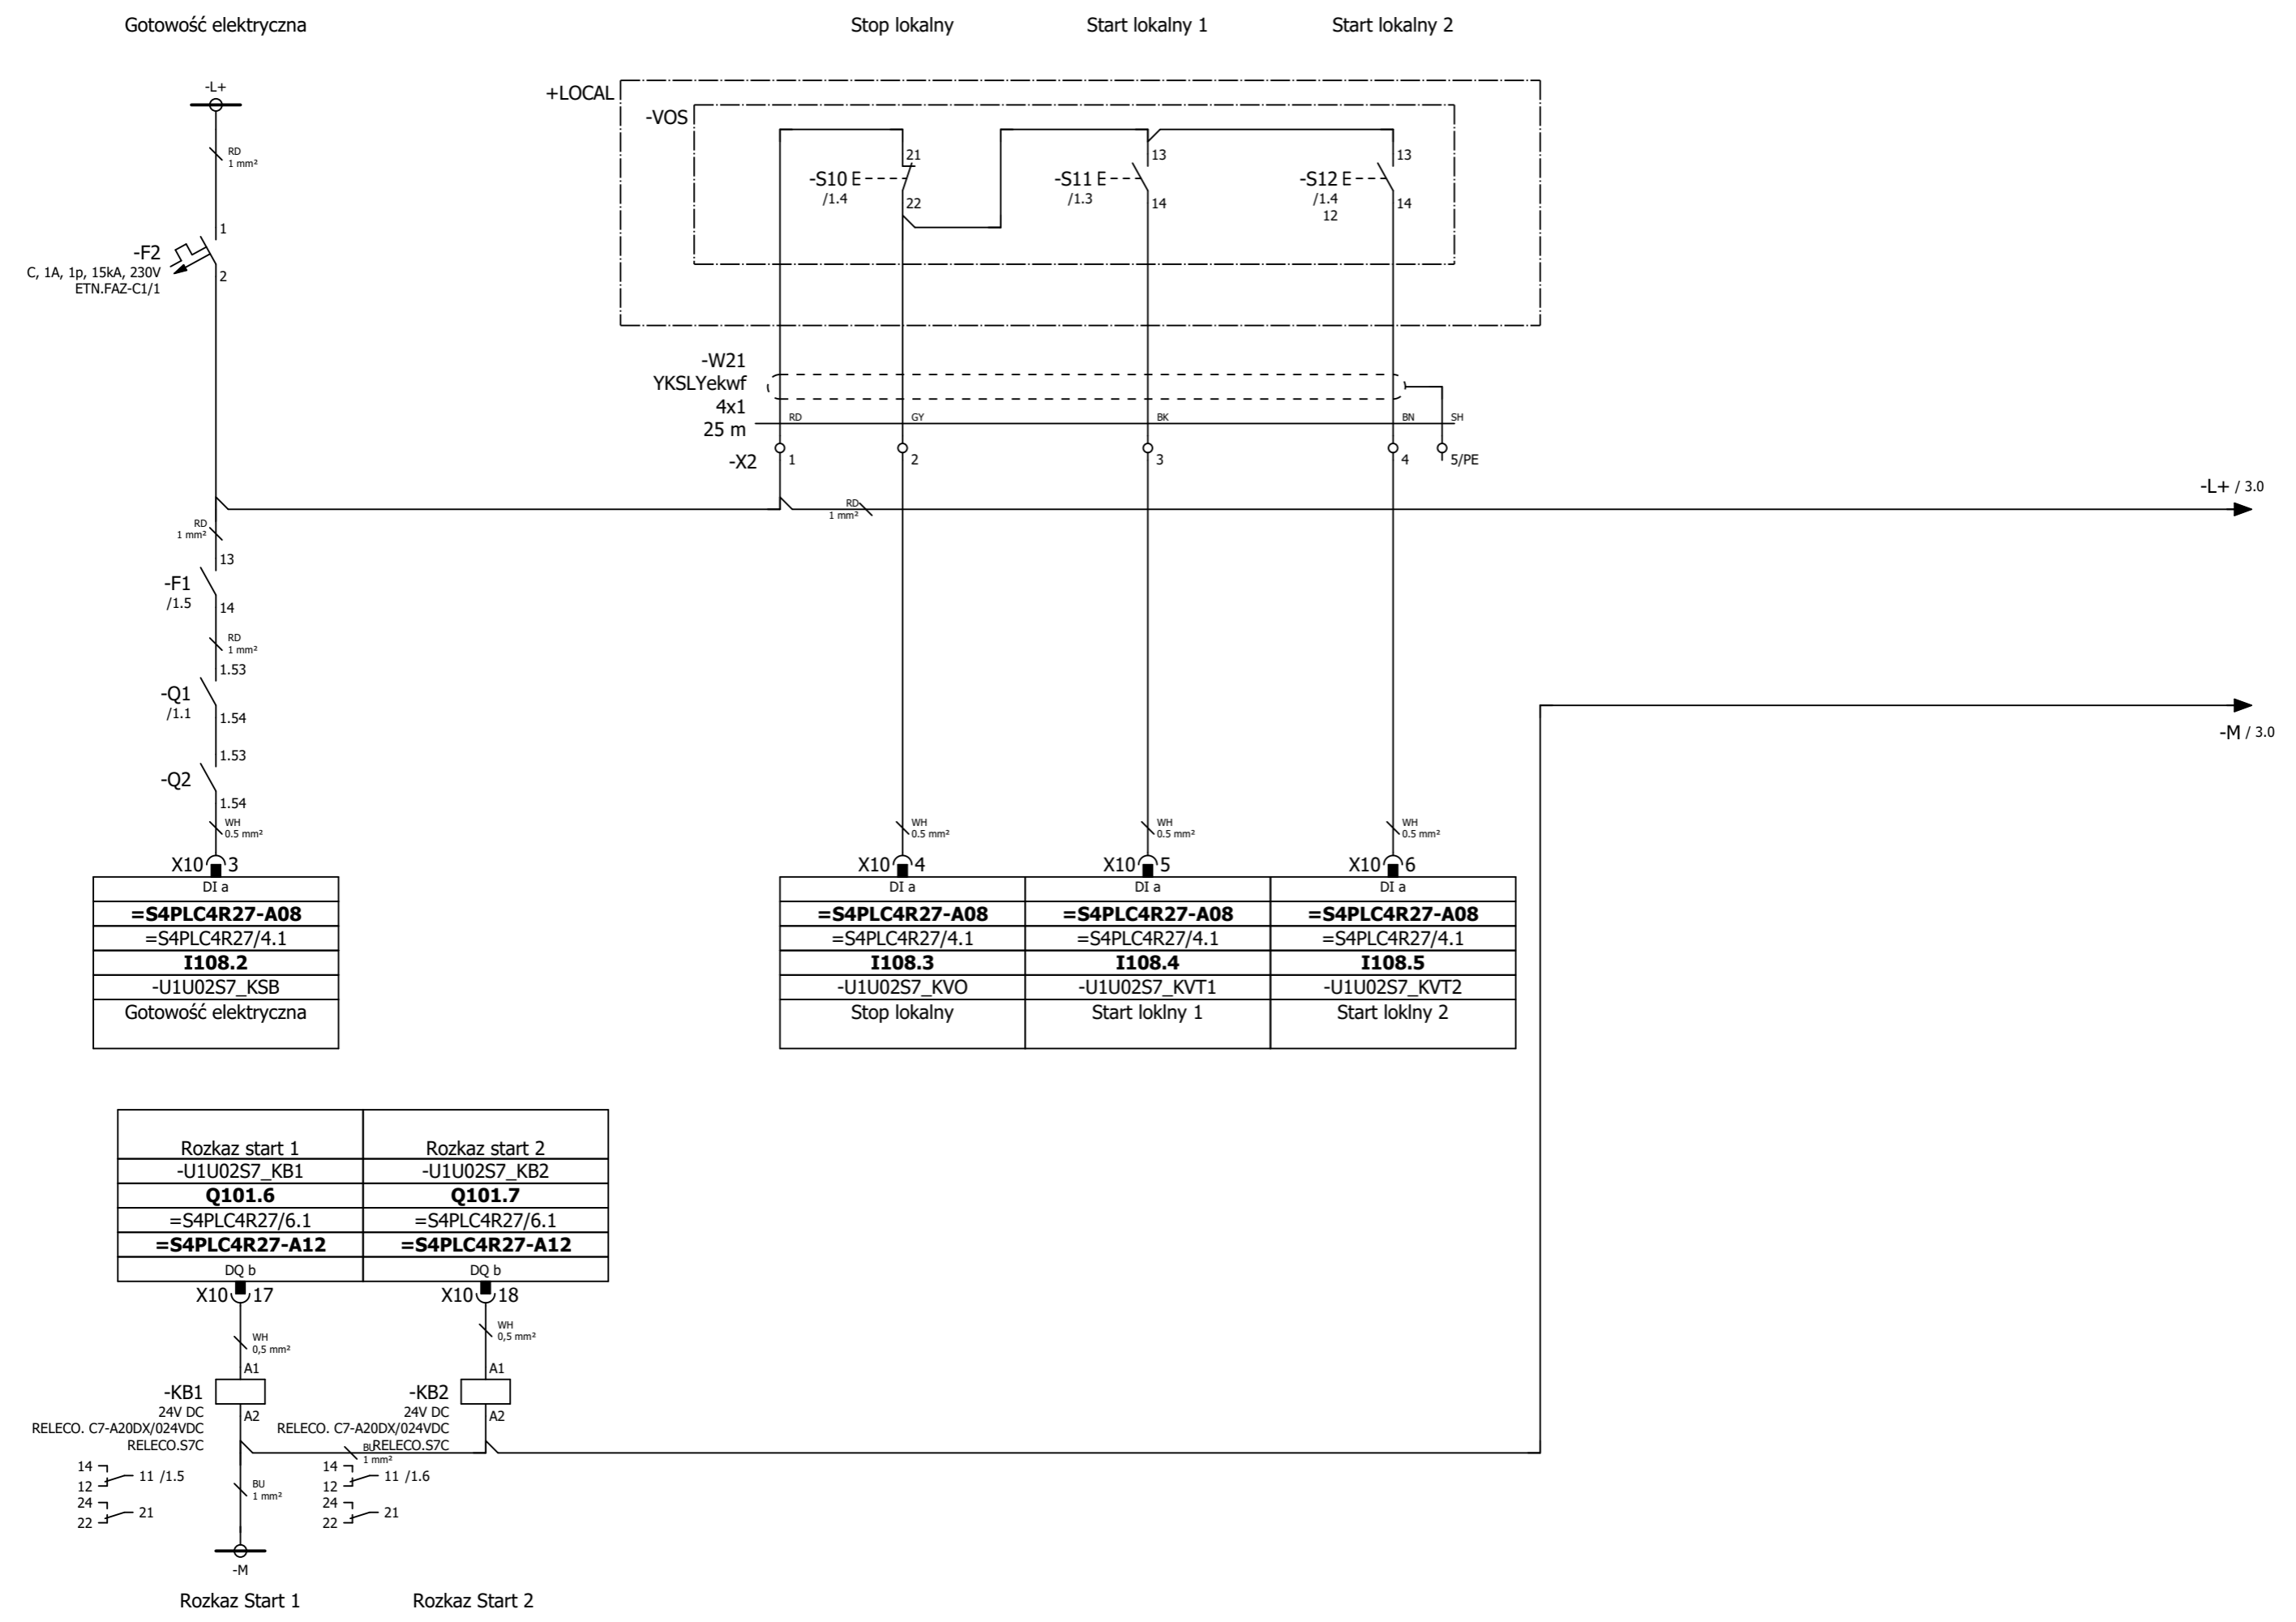 Gotowość elektryczna
Stop lokalny
Start lokalny 1
Start lokalny 2
-L+
+LOCAL
-VOS
RD
1 mm²
21
13
13
-S10 E
-S11 E
-S12 E
/1.4
/1.3
/1.4
22
14
14
12
1
-F2
C, 1A, 1p, 15kA, 230V
ETN.FAZ-C1/1
2
-W21
YKSLYekwf
4x1
25 m
RD
GY
BK
BN
SH
-X2
1
2
3
4
5/PE
-L+ / 3.0
RD
1 mm²
RD
1 mm²
13
-F1
/1.5
14
RD
1 mm²
1.53
-Q1
/1.1
1.54
-M / 3.0
1.53
-Q2
1.54
WH
0.5 mm²
WH
0.5 mm²
WH
0.5 mm²
WH
0.5 mm²
X10 3
X10 4
X10 5
X10 6
DI a
=S4PLC4R27-A08
=S4PLC4R27/4.1
I108.2
-U1U02S7_KSB
Gotowość elektryczna
DI a
=S4PLC4R27-A08
=S4PLC4R27/4.1
I108.3
-U1U02S7_KVO
Stop lokalny
DI a
=S4PLC4R27-A08
=S4PLC4R27/4.1
I108.4
-U1U02S7_KVT1
Start loklny 1
DI a
=S4PLC4R27-A08
=S4PLC4R27/4.1
I108.5
-U1U02S7_KVT2
Start loklny 2
Rozkaz start 1
-U1U02S7_KB1
Q101.6
=S4PLC4R27/6.1
=S4PLC4R27-A12
DQ b
X10 17
Rozkaz start 2
-U1U02S7_KB2
Q101.7
=S4PLC4R27/6.1
=S4PLC4R27-A12
DQ b
X10 18
WH
0,5 mm²
WH
0,5 mm²
A1
-KB1
24V DC
A2
RELECO. C7-A20DX/024VDC
RELECO.S7C
A1
-KB2
24V DC
A2
RELECO. C7-A20DX/024VDC
RELECO.S7C
BU
1 mm²
14
12
11 /1.5
24
22
21
BU
1 mm²
14
12
11 /1.6
24
22
21
-M
Rozkaz Start 1
Rozkaz Start 2